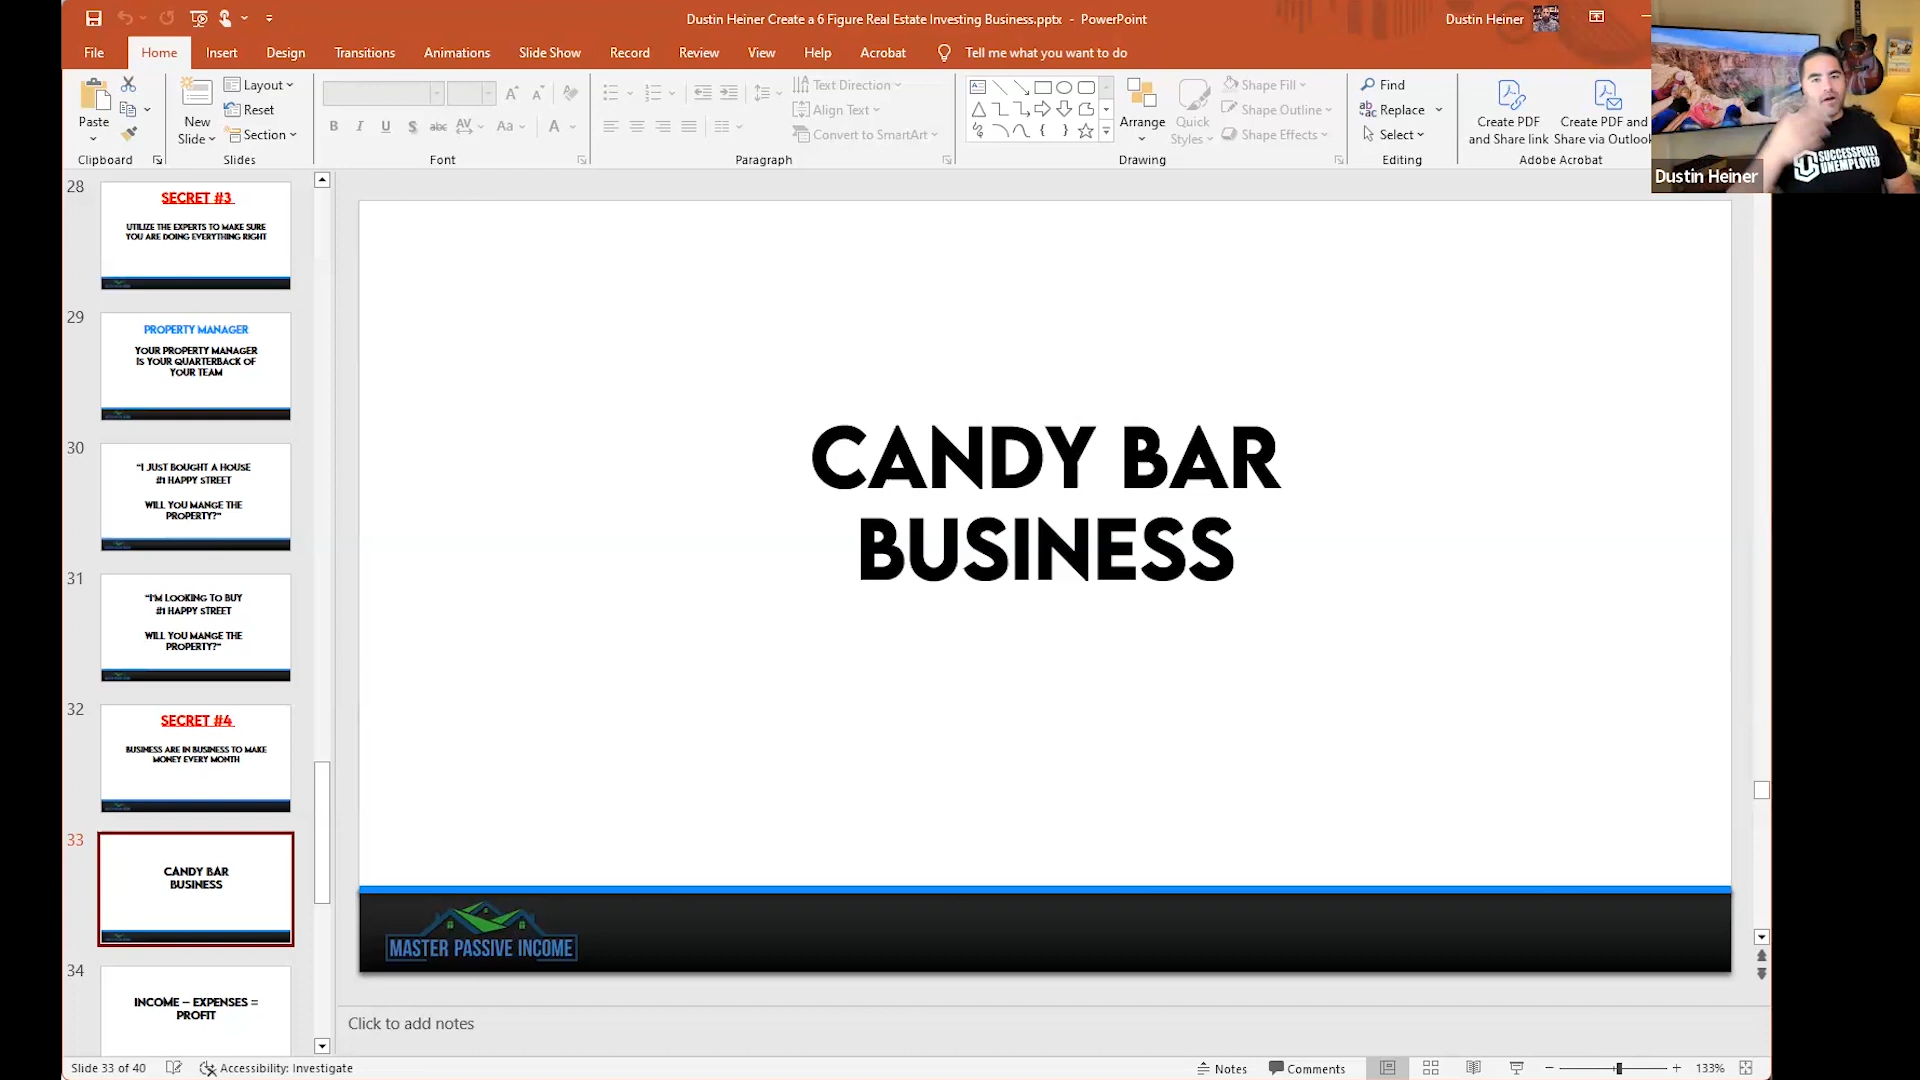 Dustin Heiner Create a 6 Figure Real Estate Investing Business.pptx - PowerPoint
Dustin Heiner
File
Home
Insert
Design
Transitions
Animations
Slide Show
Record
Review
View
Help
Acrobat
Tell me what you want to do
Paste
Clipboard
New
Slide
Layout
Reset
Section
Slides
B I U S abc AV Aa A
Font
Text Direction
Align Text
Convert to SmartArt
Paragraph
Arrange
Quick
Styles
Shape Fill
Shape Outline
Shape Effects
Drawing
Find
Replace
Select
Editing
Create PDF
and Share link
Create PDF and
Share via Outlook
Adobe Acrobat
SUCCESSFULLY
UNEMPLOYED
Dustin Heiner
28
SECRET #3
UTILIZE THE EXPERTS TO MAKE SURE
YOU ARE DOING EVERYTHING RIGHT
29
PROPERTY MANAGER
YOUR PROPERTY MANAGER
IS YOUR QUARTERBACK OF
YOUR TEAM
30
"I JUST BOUGHT A HOUSE
#1 HAPPY STREET
WILL YOU MANGE THE
PROPERTY?"
31
"I'M LOOKING TO BUY
#1 HAPPY STREET
WILL YOU MANGE THE
PROPERTY?"
32
SECRET #4
BUSINESS ARE IN BUSINESS TO MAKE
MONEY EVERY MONTH
33
CANDY BAR
BUSINESS
34
INCOME – EXPENSES =
PROFIT
CANDY BAR
BUSINESS
MASTER PASSIVE INCOME
Click to add notes
Slide 33 of 40
Accessibility: Investigate
Notes
Comments
133%